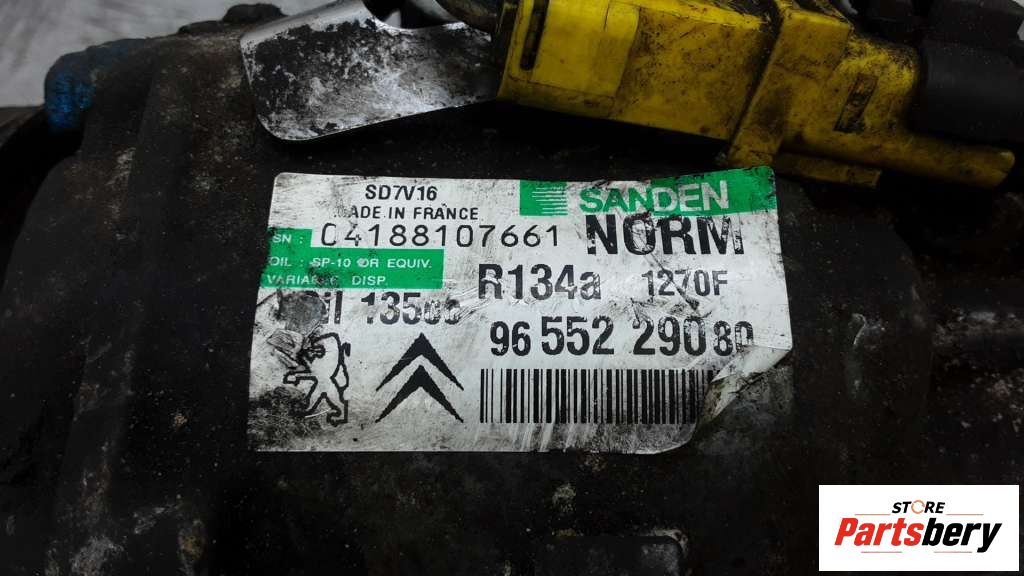 SD7V16
SANDEN
MADE IN FRANCE
NORM
SN : C4188107661
OIL : SP-10 OR EQUIV.
VARIABLE DISP.
R134a 1270F
135cc
96 552 290 80
STORE
Partsbery